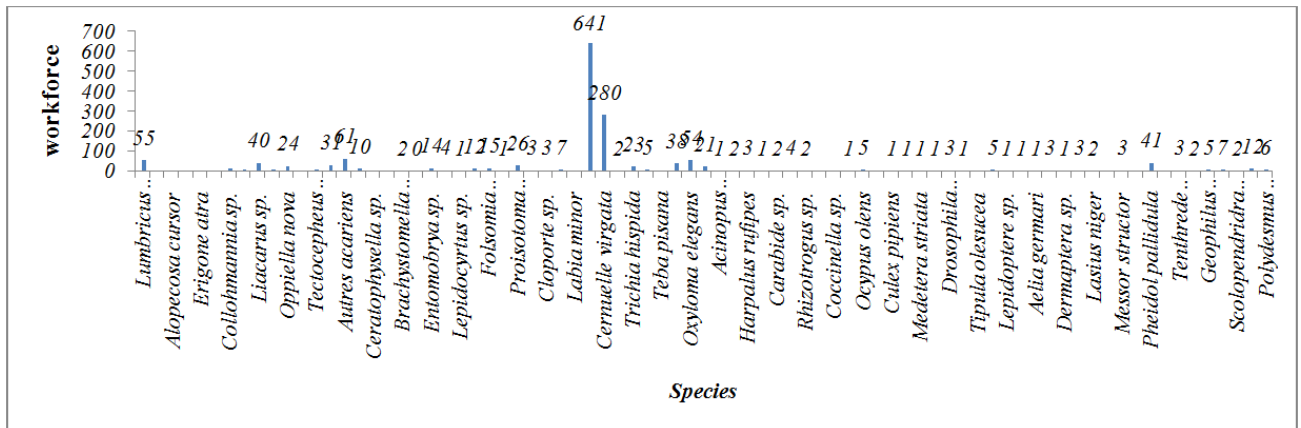 workforce
700
600
500
400
300
200
100
0
55 40 24 31 61 10 2 0 14 4 1 12 15 1 26 3 3 7 641 280 2 23 5 38 54 21 1 2 3 1 2 4 2 1 5 1 1 1 1 3 1 5 1 1 1 3 1 3 2 3 41 3 2 5 7 2 12 6
Lumbricus ..
Alopecosa cursor
Erigone atra
Collohmannia sp.
Liacarus sp.
Oppiella nova
Tectocepheus ..
Autres acariens
Ceratophysella sp.
Brachystomella ..
Entomobrya sp.
Lepidocyrtus sp.
Folsomia ..
Proisotoma ..
Cloporte sp.
Labia minor
Cernuelle virgata
Trichia hispida
Teba pisana
Oxyloma elegans
Acinopus ..
Harpalus rufipes
Carabide sp.
Rhizotrogus sp.
Coccinella sp.
Ocypus olens
Culex pipiens
Medetera striata
Drosophila ..
Tipula olesucea
Lepidoptere sp.
Aelia germari
Dermaptera sp.
Lasius niger
Messor structor
Pheidol pallidula
Tenthrede ..
Geophilus ..
Scolopendridra ..
Polydesmus ..
Species